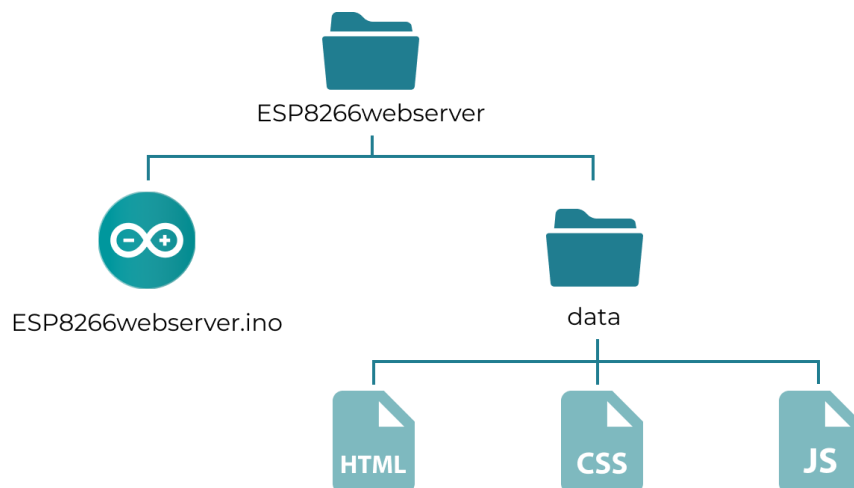 ESP8266webserver
ESP8266webserver.ino
data
HTML
CSS
JS